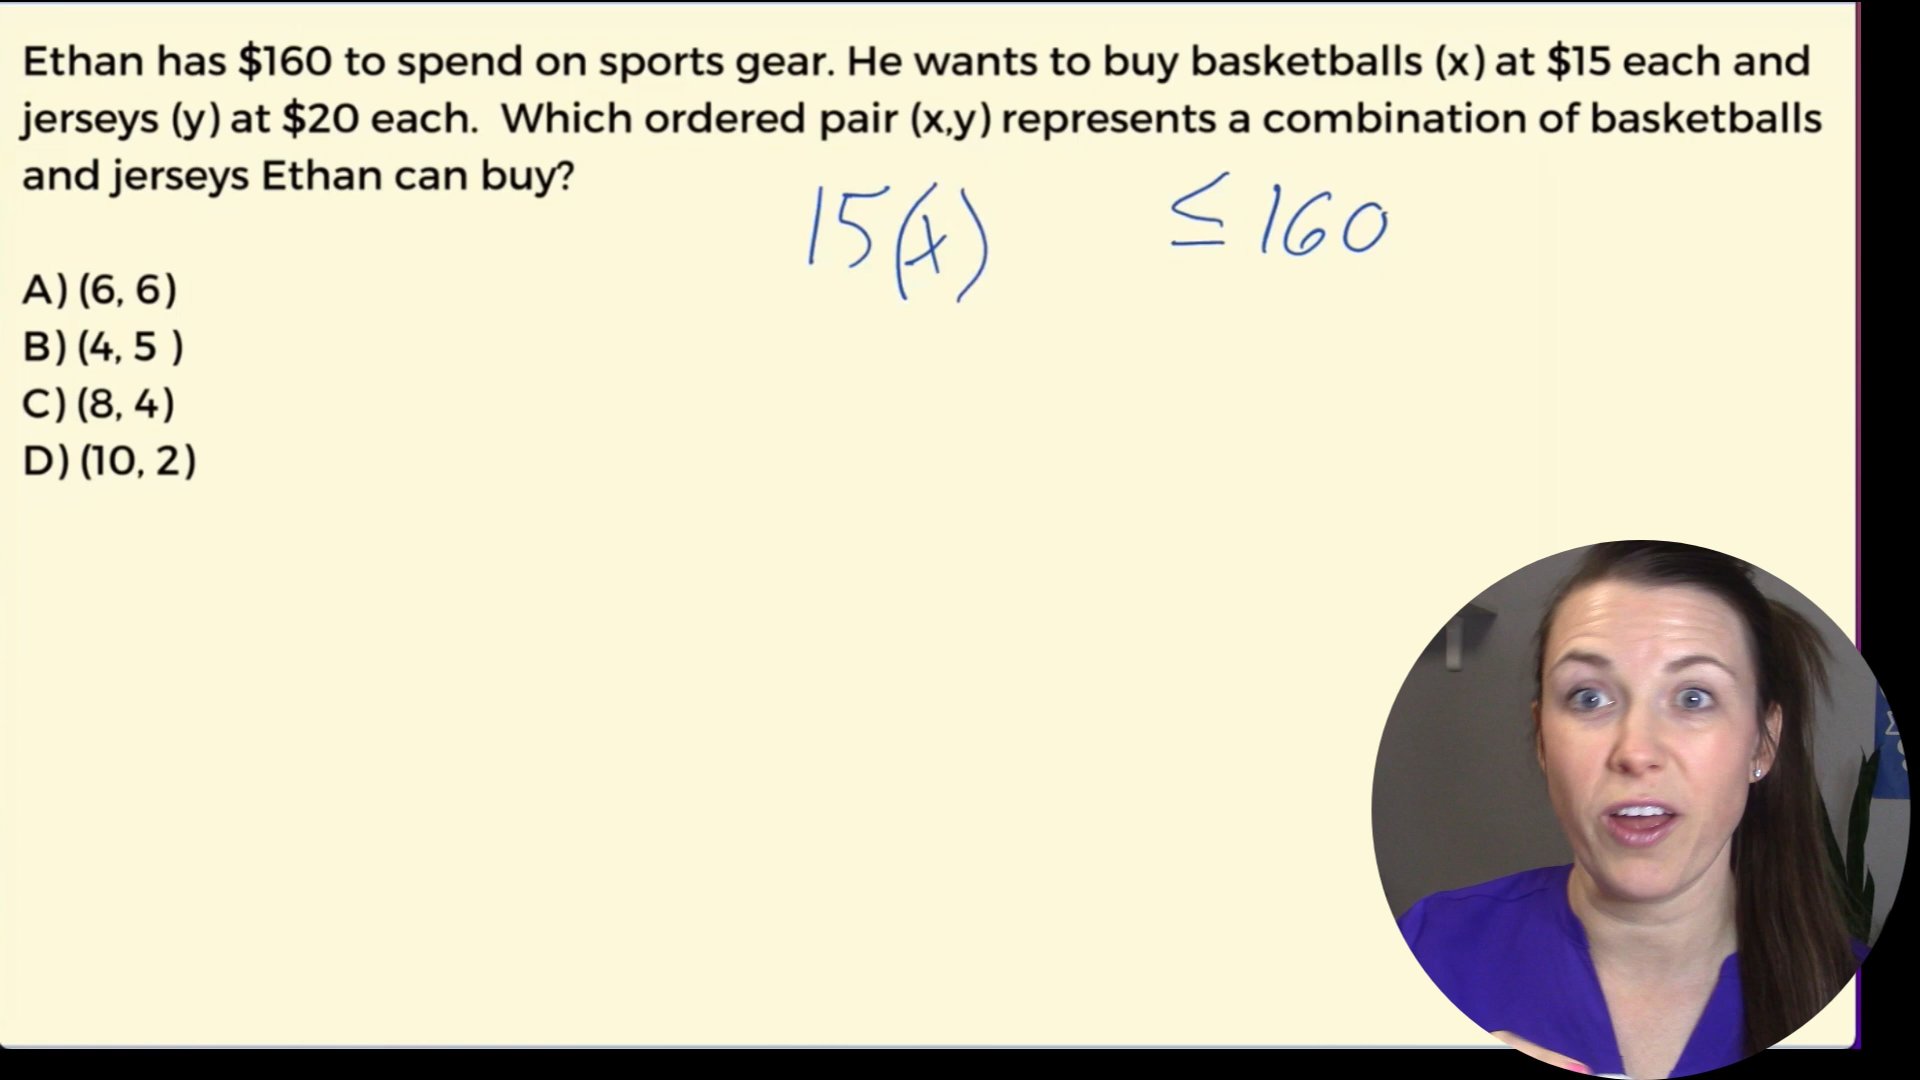 Ethan has $160 to spend on sports gear. He wants to buy basketballs (x) at $15 each and
jerseys (y) at $20 each. Which ordered pair (x,y) represents a combination of basketballs
and jerseys Ethan can buy?
15(x) ≤ 160
A) (6, 6)
B) (4, 5 )
C) (8, 4)
D) (10, 2)